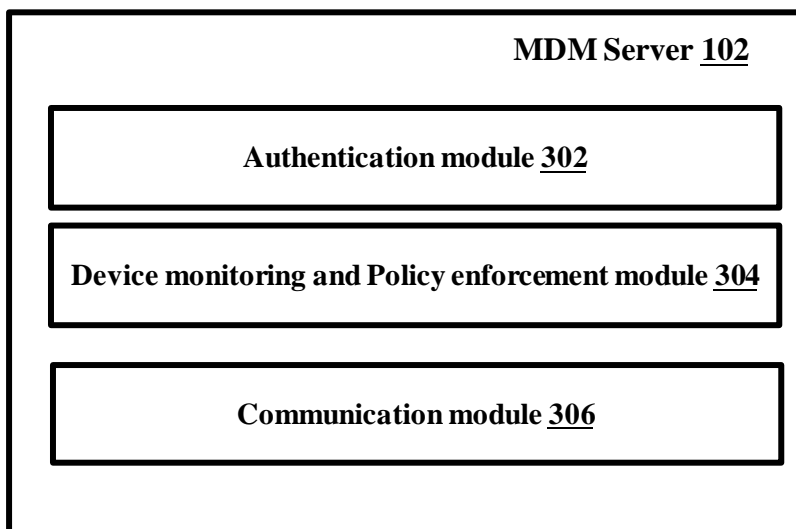 MDM Server 102
Authentication module 302
Device monitoring and Policy enforcement module 304
Communication module 306